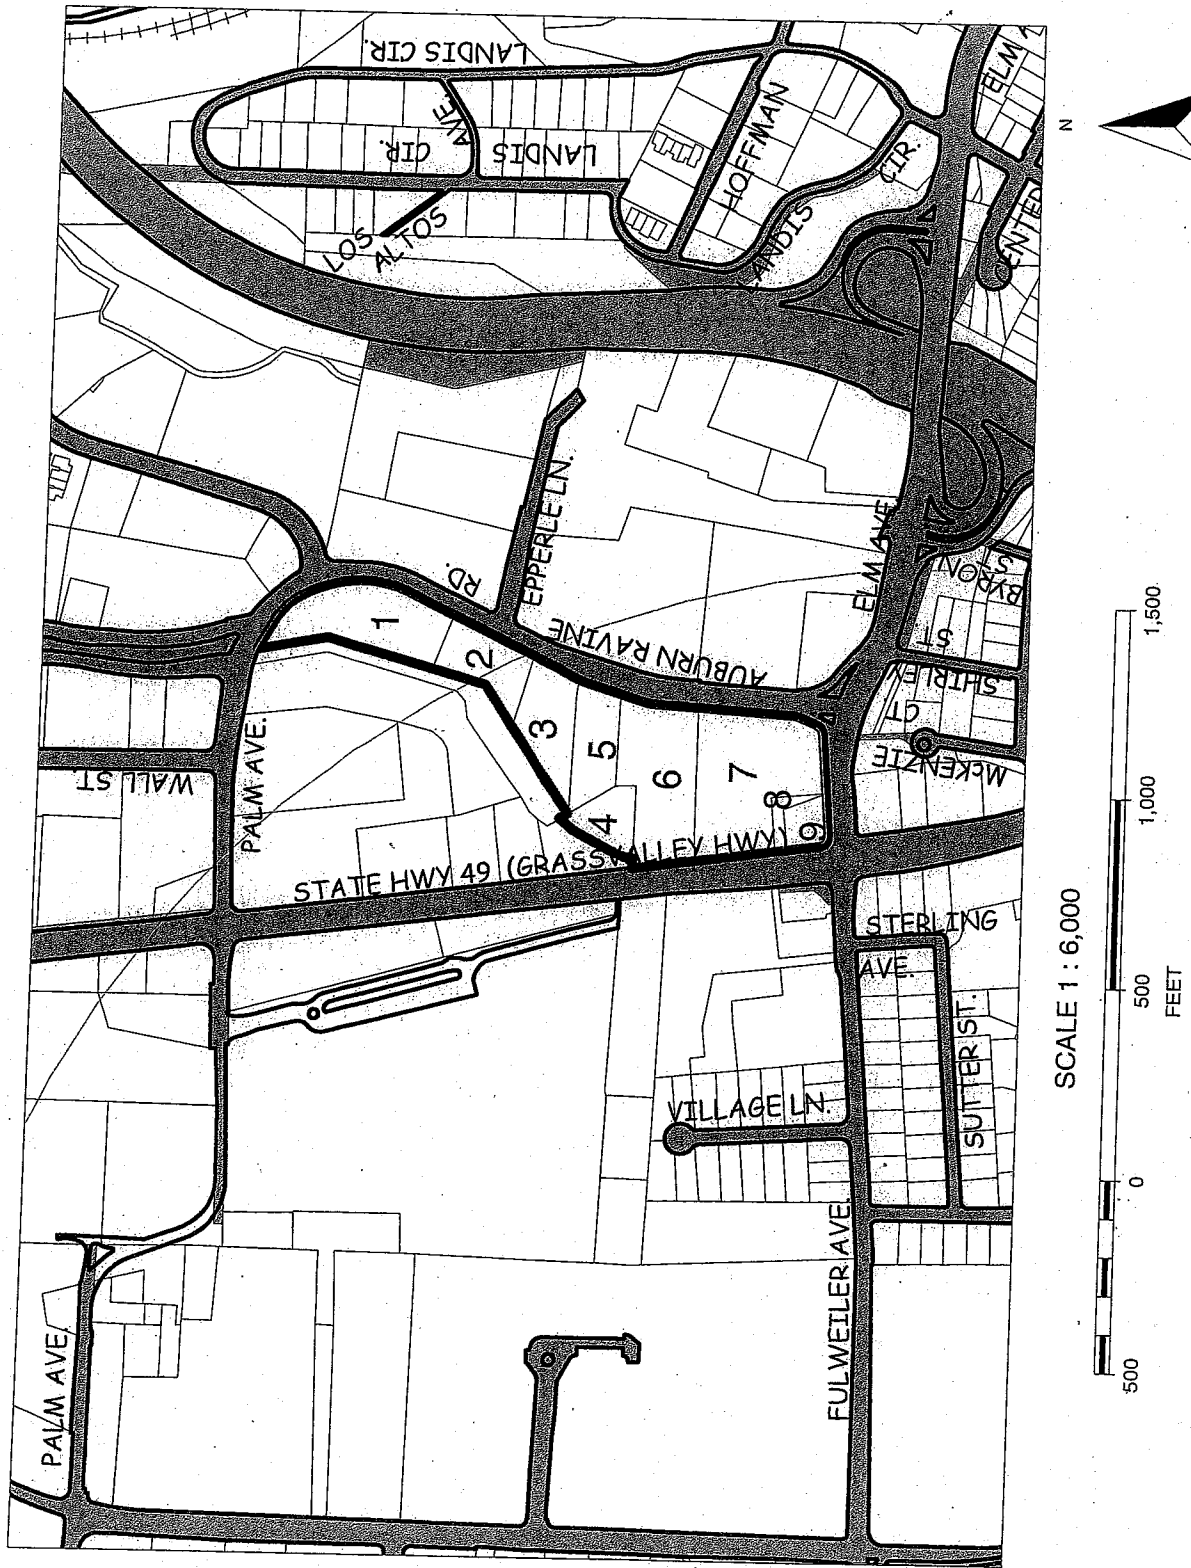 LANDIS CIR.
AVE.
CIR.
LANDIS
LOS
ALTOS
HOFFMAN
LANDIS
CIR.
ELM
CENTER
N
RD.
EPPERLE LN.
AUBURN RAVINE
ELM AVE.
BYRON
ST
SHIRLEY
ST
McKENZIE
CT
WALL ST.
PALM AVE.
1
2
3
4
5
6
7
8
9
STATE HWY 49 (GRASSVALLEY HWY)
STERLING
AVE.
SUTTER ST.
VILLAGE LN.
FULWEILER AVE.
PALM AVE.
SCALE 1 : 6,000
500
0
500
1,000
1,500
FEET